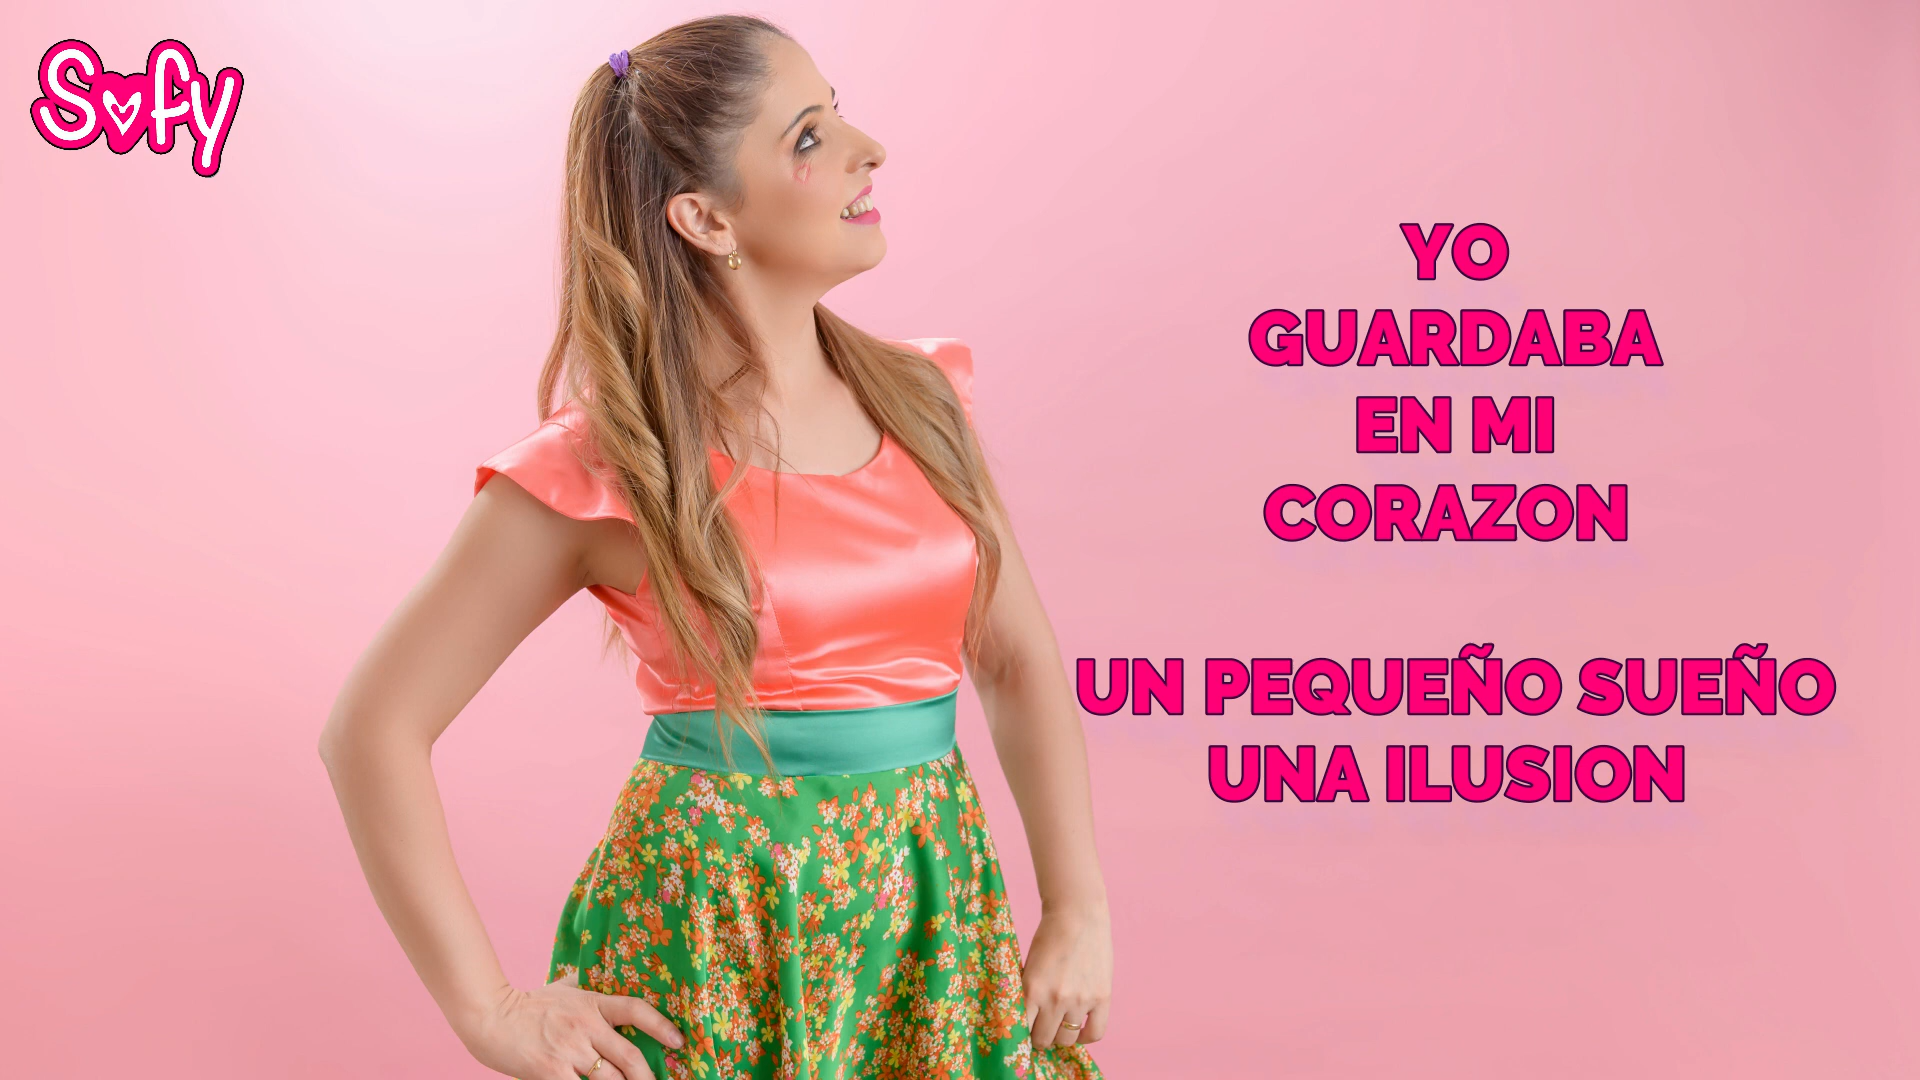 Sofy
YO
GUARDABA
EN MI
CORAZON
UN PEQUEÑO SUEÑO
UNA ILUSION